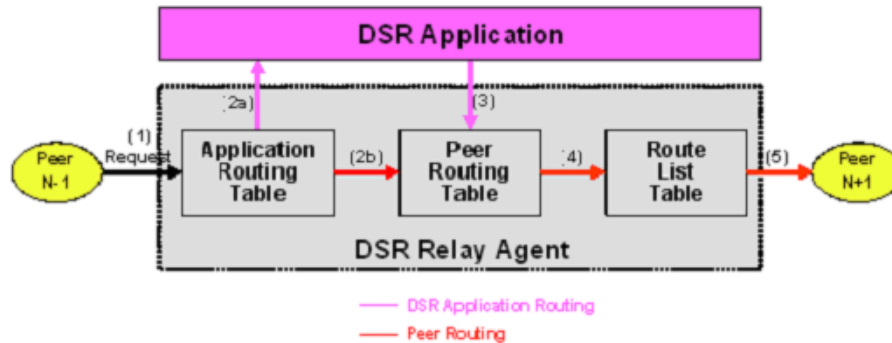 DSR Application
(2a)
(3)
(1)
Request
Peer
N-1
Application
Routing
Table
(2b)
Peer
Routing
Table
(4)
Route
List
Table
(5)
Peer
N+1
DSR Relay Agent
DSR Application Routing
Peer Routing